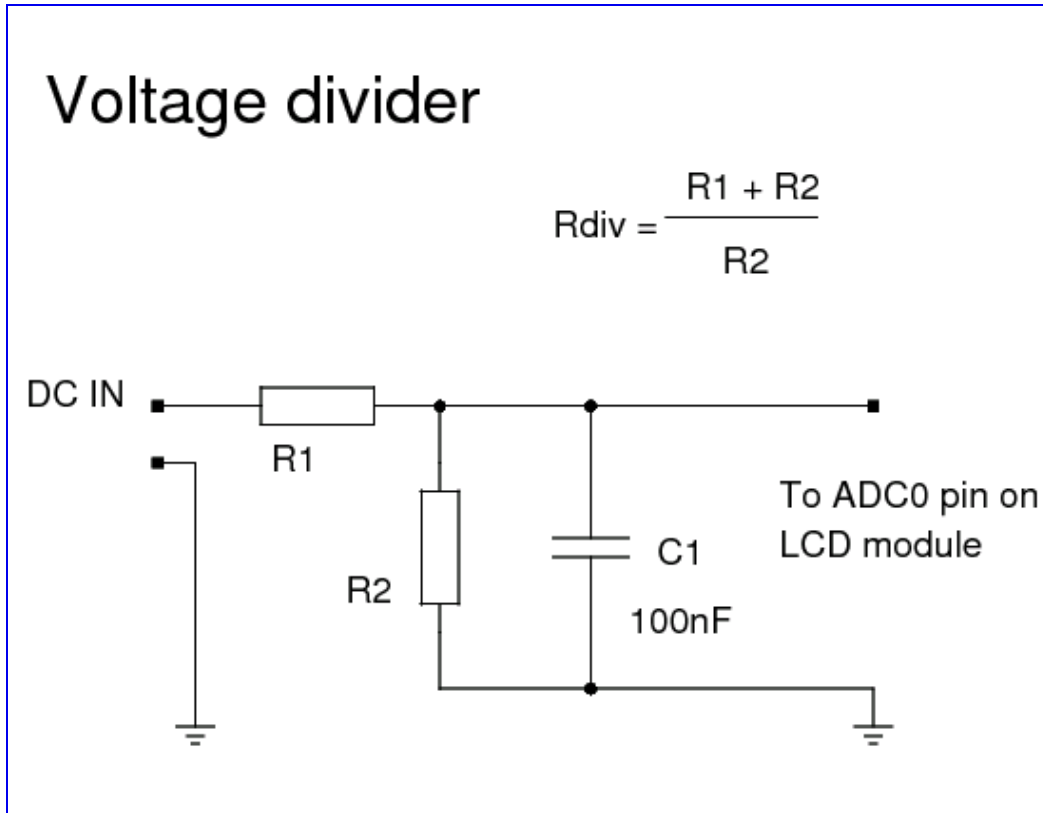 Voltage divider
R1 + R2
Rdiv =
R2
DC IN
R1
To ADC0 pin on
LCD module
C1
R2
100nF